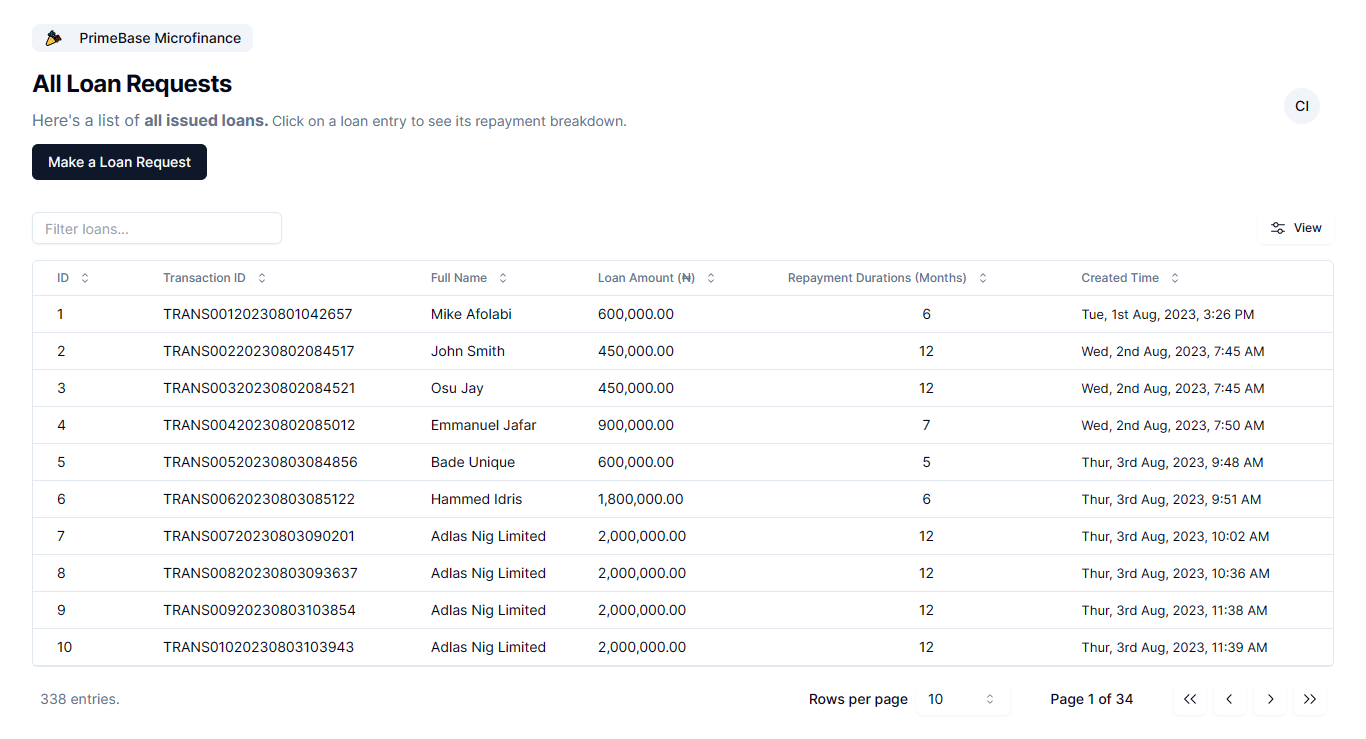 PrimeBase Microfinance
All Loan Requests
Here's a list of all issued loans. Click on a loan entry to see its repayment breakdown.
CI
Make a Loan Request
Filter loans...
View
ID Transaction ID Full Name Loan Amount (₦) Repayment Durations (Months) Created Time
1 TRANS00120230801042657 Mike Afolabi 600,000.00 6 Tue, 1st Aug, 2023, 3:26 PM
2 TRANS00220230802084517 John Smith 450,000.00 12 Wed, 2nd Aug, 2023, 7:45 AM
3 TRANS00320230802084521 Osu Jay 450,000.00 12 Wed, 2nd Aug, 2023, 7:45 AM
4 TRANS00420230802085012 Emmanuel Jafar 900,000.00 7 Wed, 2nd Aug, 2023, 7:50 AM
5 TRANS00520230803084856 Bade Unique 600,000.00 5 Thur, 3rd Aug, 2023, 9:48 AM
6 TRANS00620230803085122 Hammed Idris 1,800,000.00 6 Thur, 3rd Aug, 2023, 9:51 AM
7 TRANS00720230803090201 Adlas Nig Limited 2,000,000.00 12 Thur, 3rd Aug, 2023, 10:02 AM
8 TRANS00820230803093637 Adlas Nig Limited 2,000,000.00 12 Thur, 3rd Aug, 2023, 10:36 AM
9 TRANS00920230803103854 Adlas Nig Limited 2,000,000.00 12 Thur, 3rd Aug, 2023, 11:38 AM
10 TRANS01020230803103943 Adlas Nig Limited 2,000,000.00 12 Thur, 3rd Aug, 2023, 11:39 AM
338 entries. Rows per page 10 Page 1 of 34